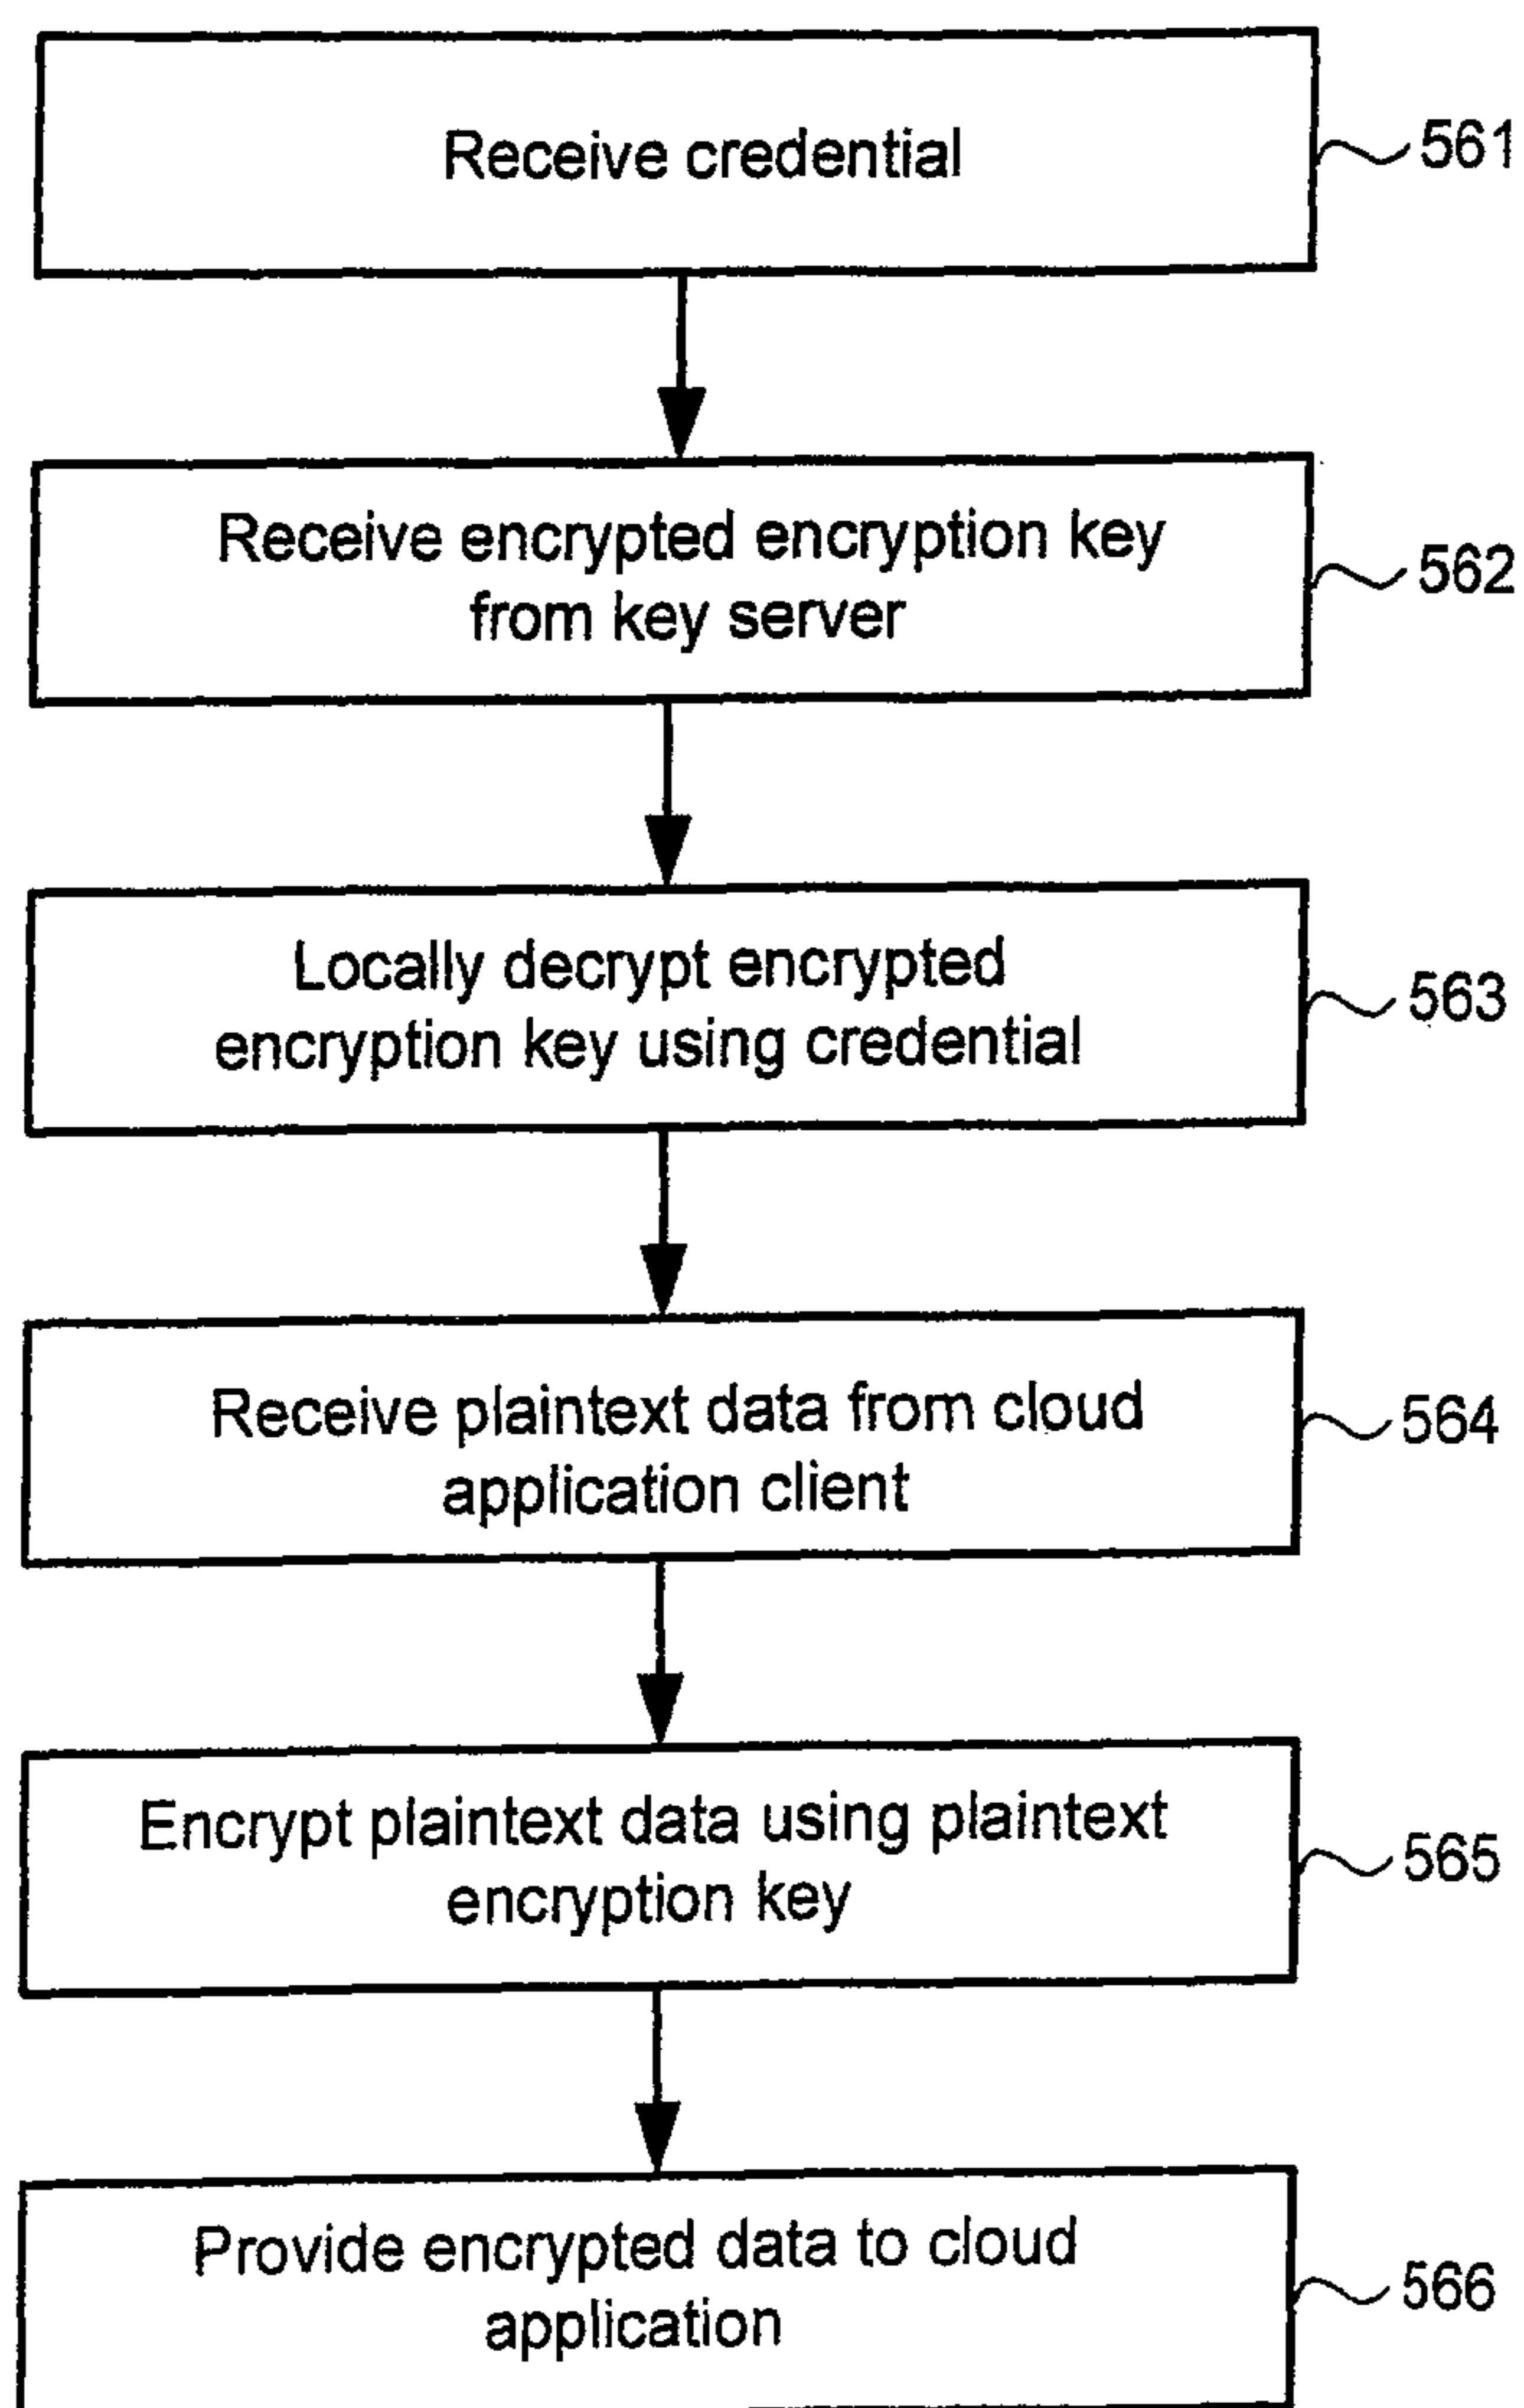 Receive credential
561
Receive encrypted encryption key
from key server
562
Locally decrypt encrypted
encryption key using credential
563
Receive plaintext data from cloud
application client
564
Encrypt plaintext data using plaintext
encryption key
565
Provide encrypted data to cloud
application
566